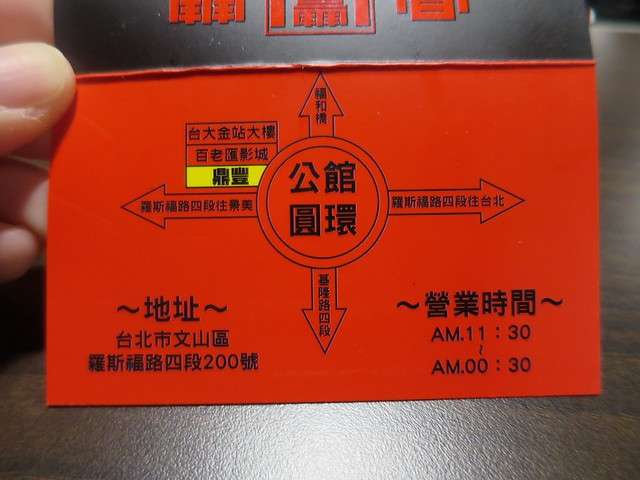 福和橋
台大金站大樓
百老匯影城
鼎豐
公館
圓環
羅斯福路四段往景美
羅斯福路四段往台北
基隆路四段
～地址～
台北市文山區
羅斯福路四段200號
～營業時間～
AM.11：30
～
AM.00：30